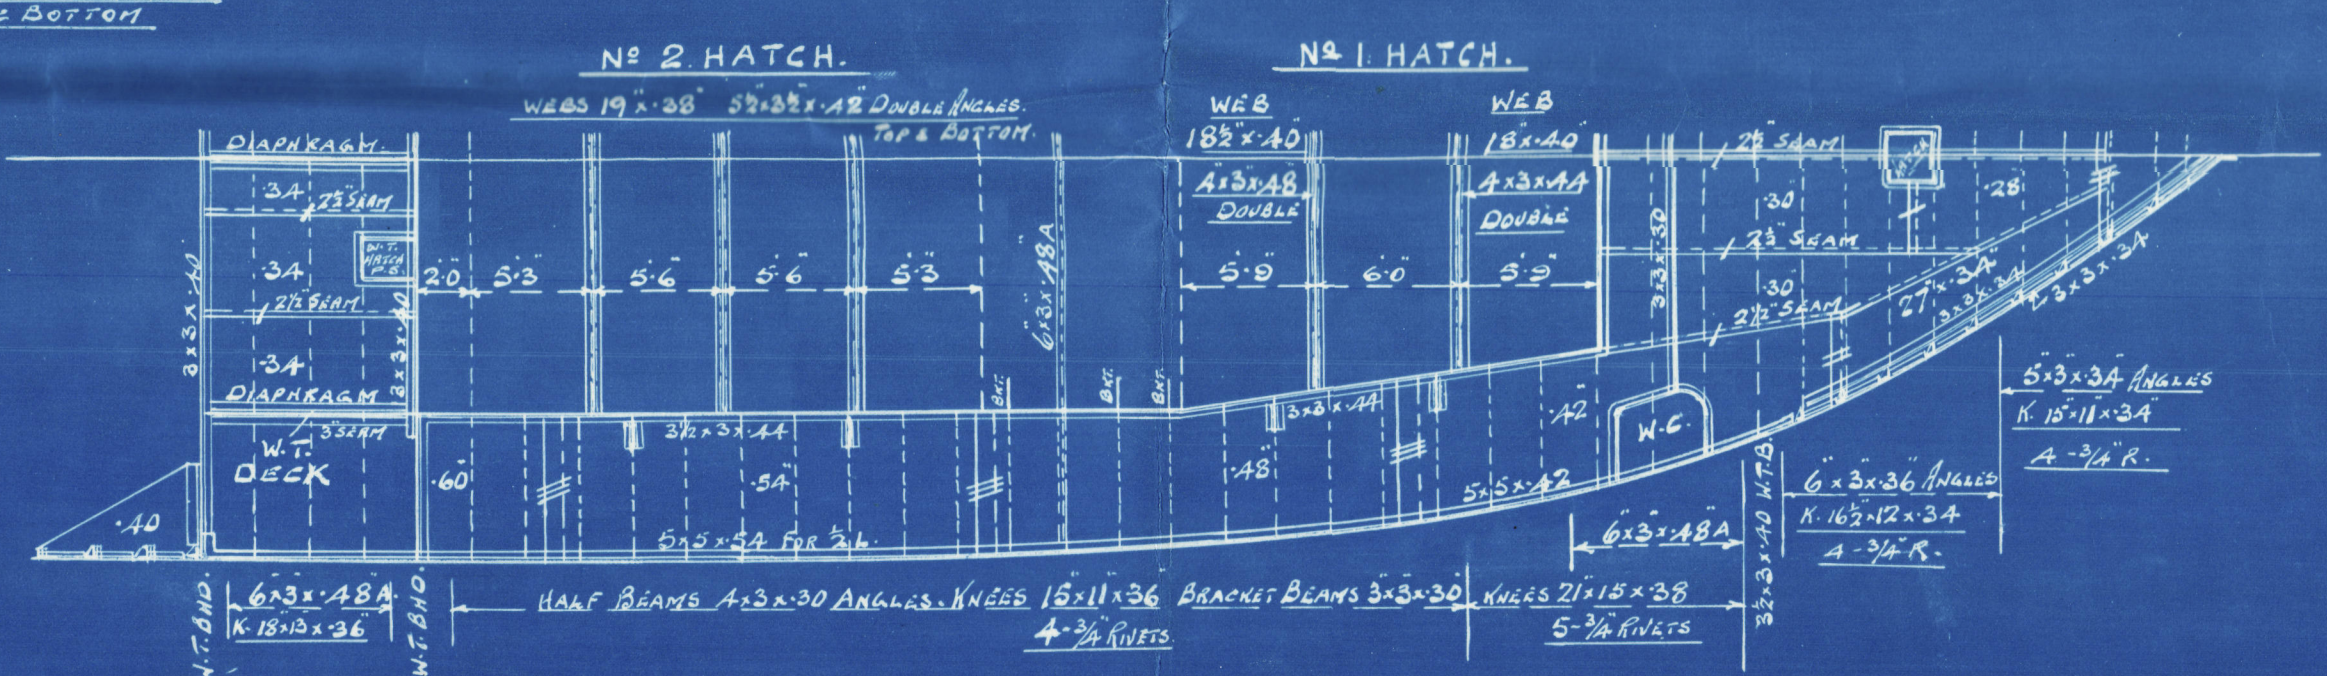 & BOTTOM
Nº 2. HATCH.
WEBS 19" x .38" 5½" x 3½" x .42" DOUBLE ANGLES.
TOP & BOTTOM.
Nº 1. HATCH.
WEB
18½" x .40"
4" x 3" x .48
DOUBLE
WEB
18" x .40"
4 x 3 x .44
DOUBLE
DIAPHRAGM.
.34
2½" SEAM
W.T.
HATCH
P.S.
.34
2½" SEAM
.34
DIAPHRAGM
3 x 3 x .40
3 x 3 x .40
3" SEAM
W.T.
DECK
.40
2'.0"
5'.3"
5'.6"
5'.6"
5'.3"
6" x 3" x .48" A
5'.9"
6'.0"
5'.9"
BKT.
BKT.
BKT.
3 x 3 x .30
2½" SEAM
HATCH
.30"
.28"
2½" SEAM
.30"
2½" SEAM
27" x .34"
3 x 3 x .34
3 x 3 x .34
3½ x 3 x .44
3 x 3 x .44
.60"
.54"
.48"
.42"
W.C.
5 x 5 x .54 FOR ½ L.
5 x 5 x .42
5" x 3" x .34 ANGLES
K. 15" x 11" x .34"
4 - ¾" R.
6" x 3" x .36" ANGLES
K. 16½" x 12 x .34
4 - ¾" R.
6" x 3" x .48" A
3½ x 3 x .40 W.T.B.
W.T. BHD.
6" x 3" x .48" A.
K. 18 x 13 x .36"
W.T. BHD.
HALF BEAMS 4 x 3 x .30 ANGLES. KNEES 15" x 11" x .36 BRACKET BEAMS 3" x 3" x .30"
4 - ¾" RIVETS.
KNEES 21" x 15 x .38
5 - ¾" RIVETS